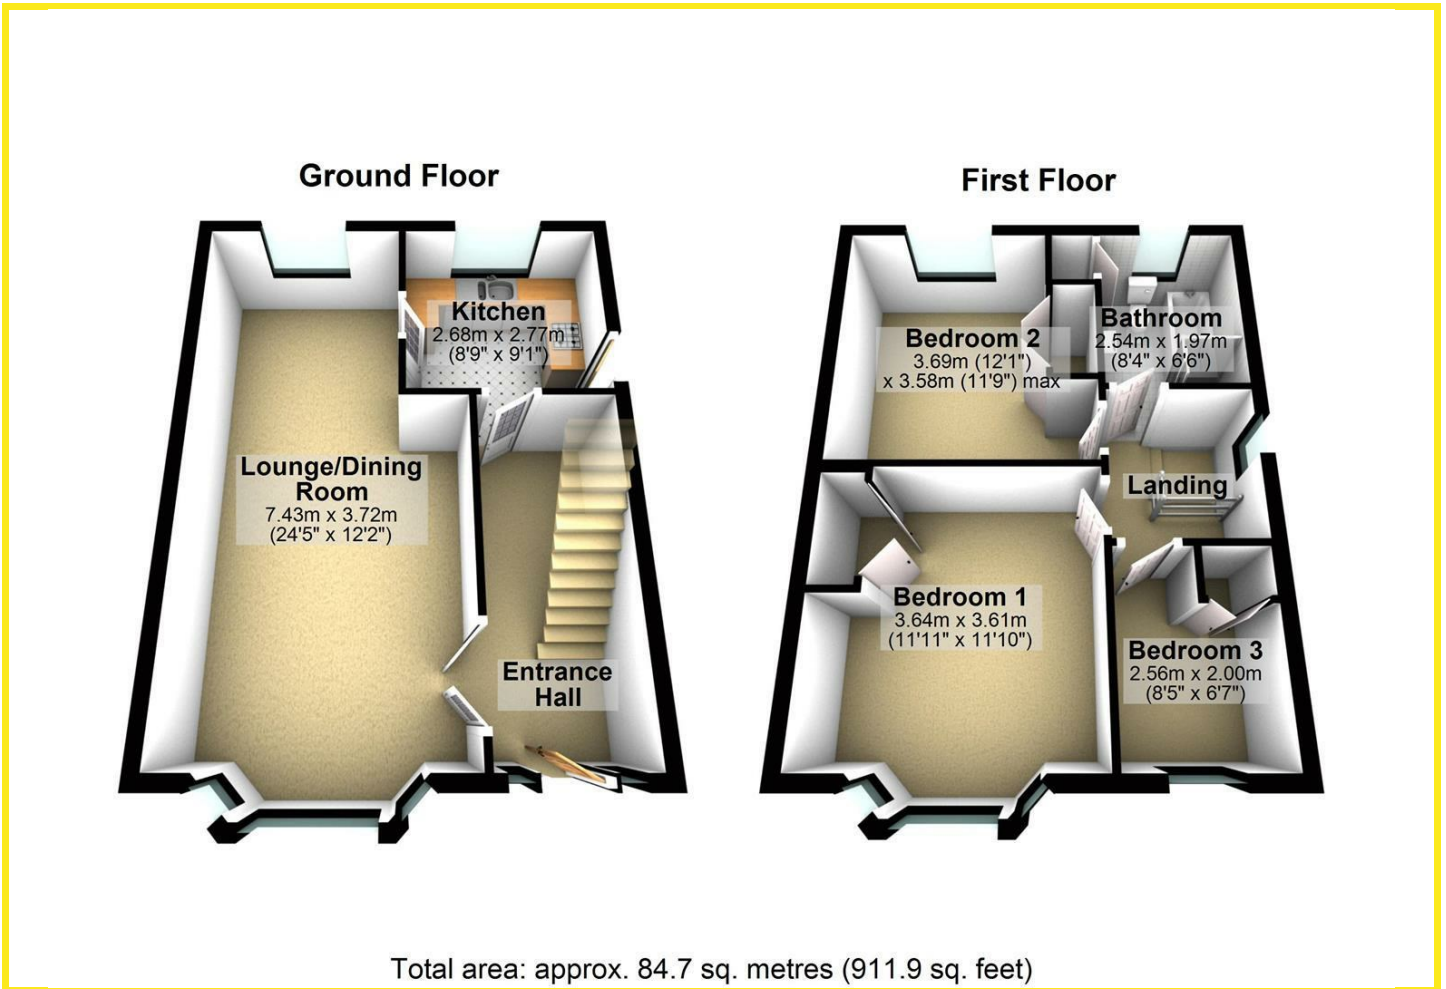 Ground Floor
First Floor
Kitchen
2.68m x 2.77m
(8'9" x 9'1")
Lounge/Dining
Room
7.43m x 3.72m
(24'5" x 12'2")
Entrance
Hall
Bedroom 2
3.69m (12'1")
x 3.58m (11'9") max
Bathroom
2.54m x 1.97m
(8'4" x 6'6")
Landing
Bedroom 1
3.64m x 3.61m
(11'11" x 11'10")
Bedroom 3
2.56m x 2.00m
(8'5" x 6'7")
Total area: approx. 84.7 sq. metres (911.9 sq. feet)